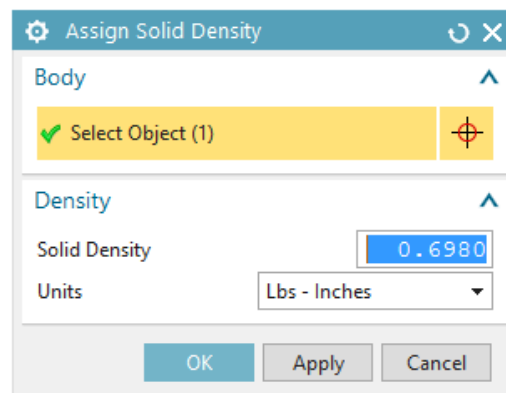 Assign Solid Density
Body
Select Object (1)
Density
Solid Density 0.6980
Units Lbs - Inches
OK Apply Cancel